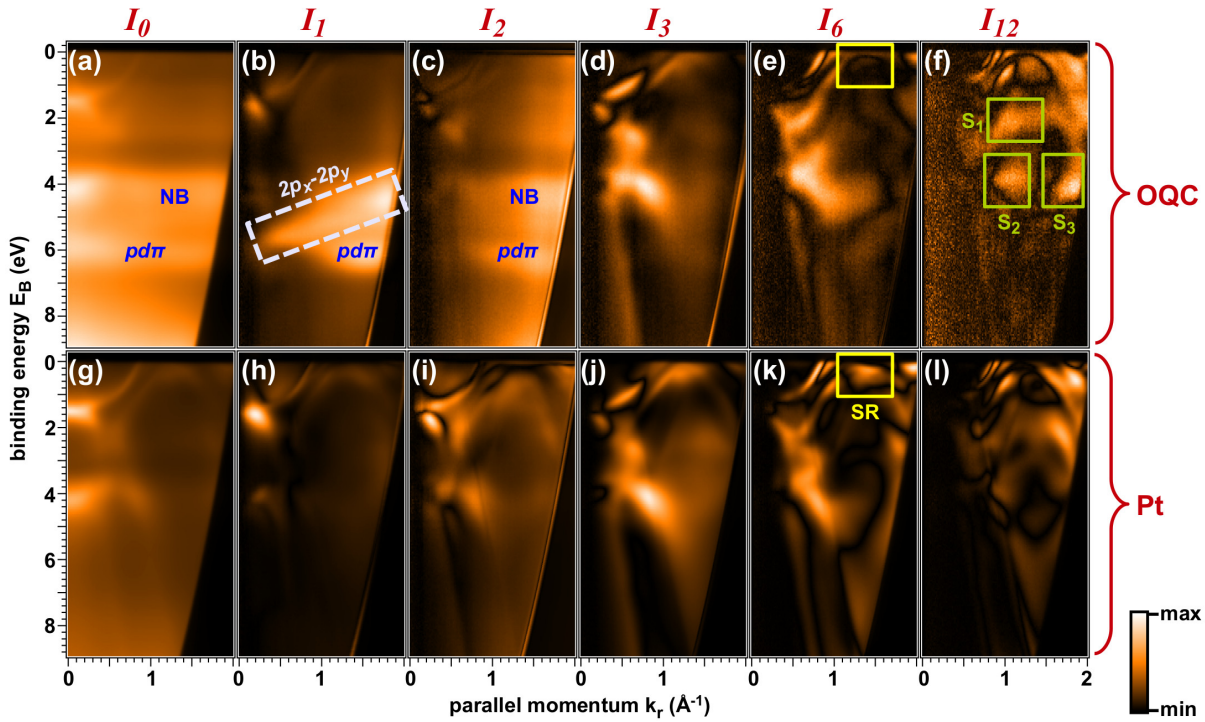 I0 I1 I2 I3 I6 I12
(a) (b) (c) (d) (e) (f)
0
2
4
6
8
NB
pdπ
2px-2py
pdπ
NB
pdπ
S1
S2 S3
OQC
(g) (h) (i) (j) (k) (l)
0
2
4
6
8
SR
Pt
binding energy EB (eV)
0 1 0 1 0 1 0 1 0 1 0 1 2
parallel momentum kr (Å-1)
max
min